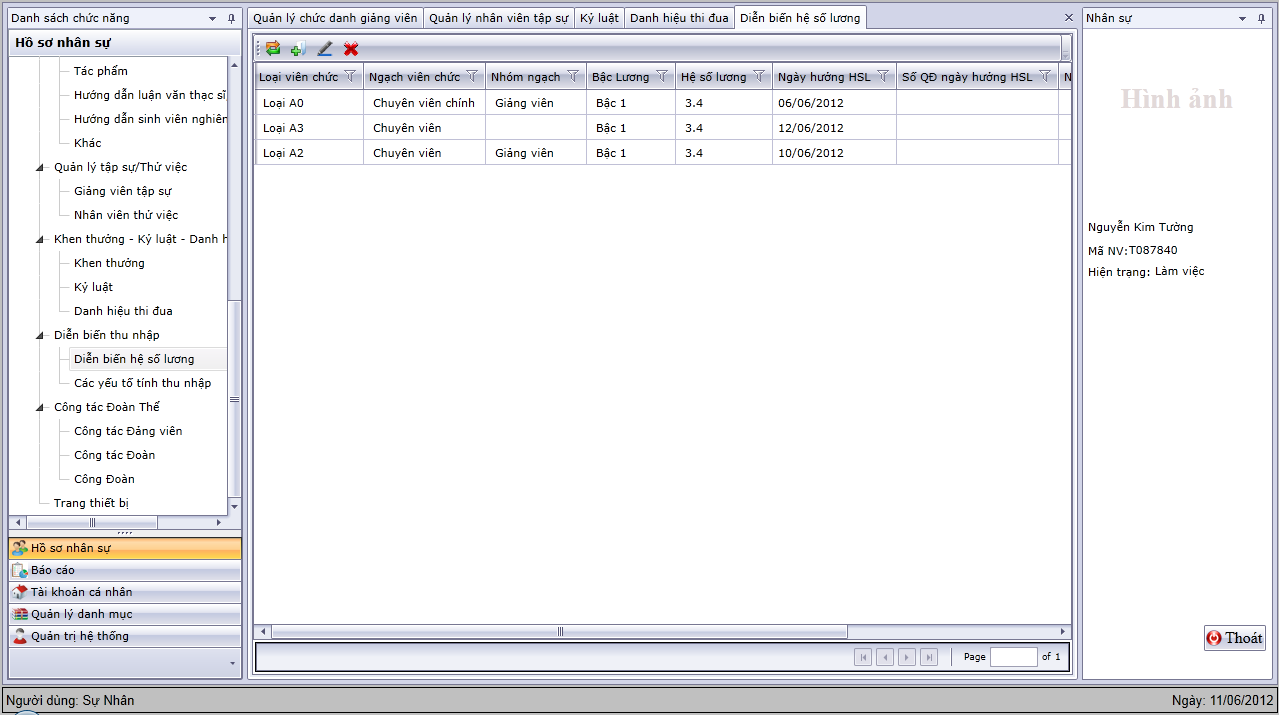 Danh sách chức năng
Hồ sơ nhân sự
Tác phẩm
Hướng dẫn luận văn thạc sĩ,
Hướng dẫn sinh viên nghiên
Khác
Quản lý tập sự/Thử việc
Giảng viên tập sự
Nhân viên thử việc
Khen thưởng - Kỷ luật - Danh h
Khen thưởng
Kỷ luật
Danh hiệu thi đua
Diễn biến thu nhập
Diễn biến hệ số lương
Các yếu tố tính thu nhập
Công tác Đoàn Thể
Công tác Đảng viên
Công tác Đoàn
Công Đoàn
Trang thiết bị
Hồ sơ nhân sự
Báo cáo
Tài khoản cá nhân
Quản lý danh mục
Quản trị hệ thống
Quản lý chức danh giảng viên Quản lý nhân viên tập sự Kỷ luật Danh hiệu thi đua Diễn biến hệ số lương
Loại viên chức Ngạch viên chức Nhóm ngạch Bậc Lương Hệ số lương Ngày hưởng HSL Số QĐ ngày hưởng HSL N
Loại A0 Chuyên viên chính Giảng viên Bậc 1 3.4 06/06/2012
Loại A3 Chuyên viên Bậc 1 3.4 12/06/2012
Loại A2 Chuyên viên Giảng viên Bậc 1 3.4 10/06/2012
Page of 1
Nhân sự
Hình ảnh
Nguyễn Kim Tường
Mã NV:T087840
Hiện trạng: Làm việc
Thoát
Người dùng: Sự Nhân
Ngày: 11/06/2012